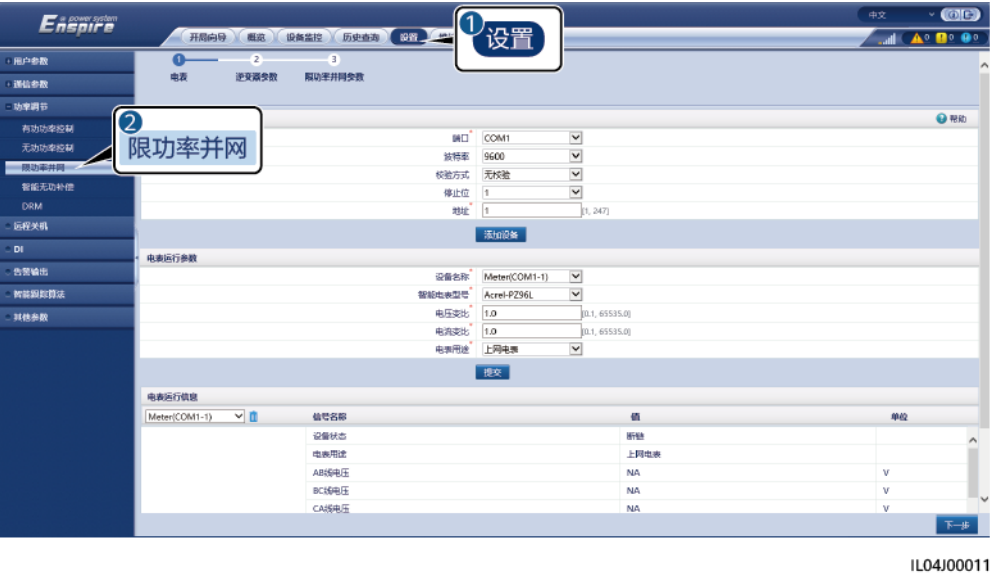 a power system
Enspire
中文
开局向导 概览 设备监控 历史查询 设置
1
设置
0 0 0
用户参数
通信参数
功率调节
有功功率控制
无功功率控制
限功率并网
智能无功补偿
DRM
远程关机
DI
告警输出
智能跟踪算法
其他参数
2
限功率并网
1 2 3
电表 逆变器参数 限功率并网参数
帮助
端口* COM1
波特率 9600
校验方式 无校验
停止位 1
地址* 1 [1, 247]
添加设备
电表运行参数
设备名称* Meter(COM1-1)
智能电表型号* Acrel-PZ96L
电压变比* 1.0 [0.1, 65535.0]
电流变比* 1.0 [0.1, 65535.0]
电表用途* 上网电表
提交
电表运行信息
Meter(COM1-1) 信号名称 值 单位
设备状态 断链
电表用途 上网电表
AB线电压 NA V
BC线电压 NA V
CA线电压 NA V
下一步
IL04J00011